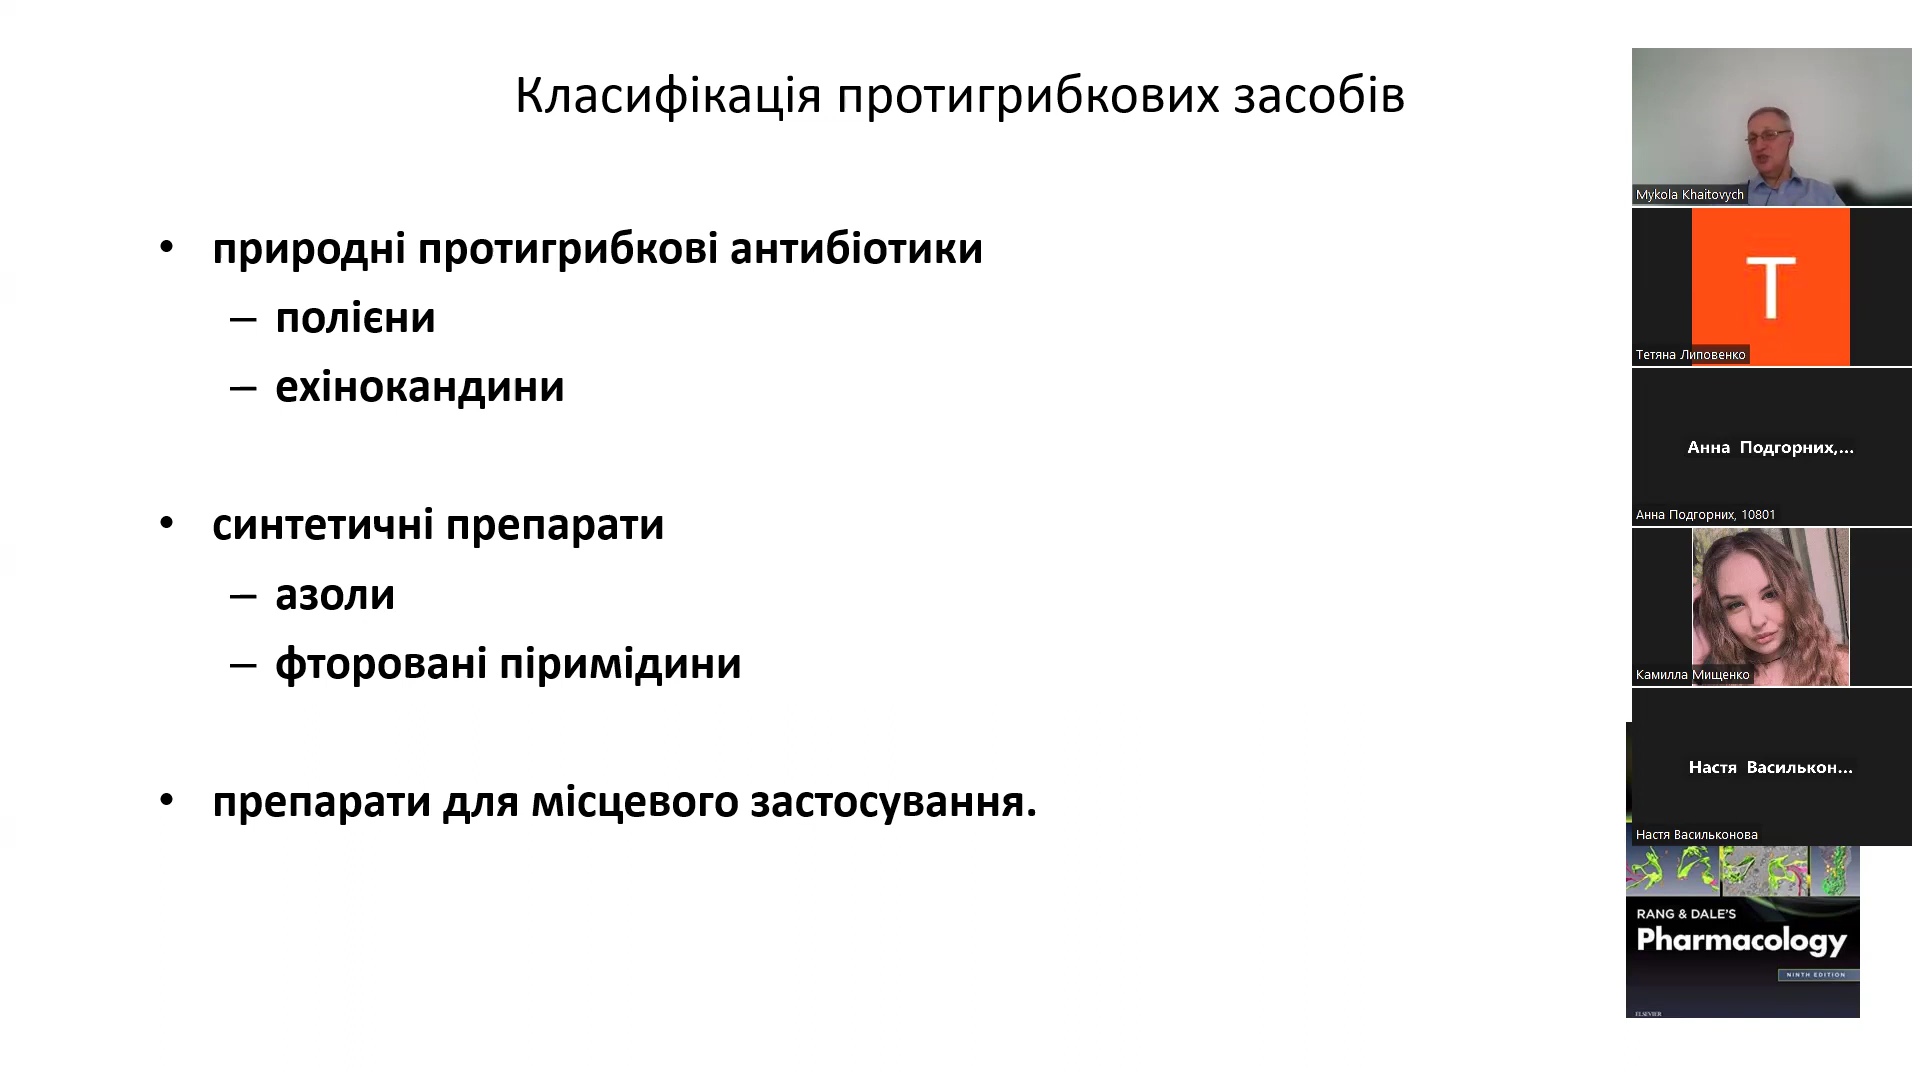 Класифікація протигрибкових засобів
• природні протигрибкові антибіотики
– полієни
– ехінокандини
• синтетичні препарати
– азоли
– фторовані піримідини
• препарати для місцевого застосування.
Mykola Khaitovych
T
Тетяна Липовенко
Анна Подгорних,...
Анна Подгорних, 10801
Камилла Мищенко
Настя Василькон...
Настя Васильконова
RANG & DALE'S
Pharmacology
NINTH EDITION
ELSEVIER